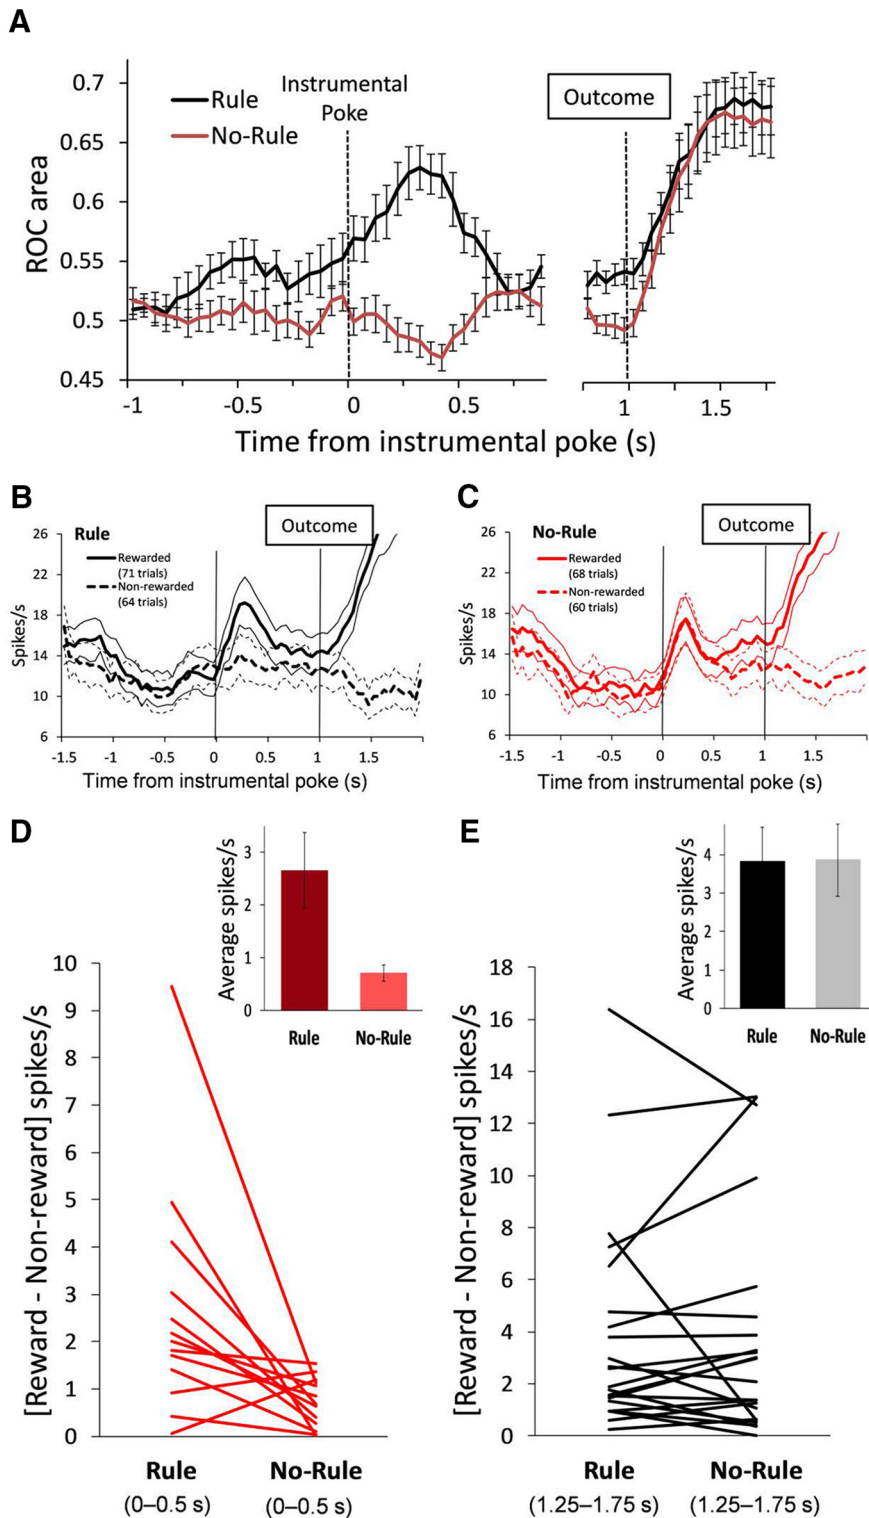 A
ROC area
0.7
0.65
0.6
0.55
0.5
0.45
Rule
No-Rule
Instrumental
Poke
Outcome
-1
-0.5
0
0.5
1
1.5
Time from instrumental poke (s)
B
Rule
Rewarded
(71 trials)
Non-rewarded
(64 trials)
Outcome
Spikes/s
26
22
18
14
10
6
-1.5
-1
-0.5
0
0.5
1
1.5
Time from instrumental poke (s)
C
No-Rule
Rewarded
(68 trials)
Non-rewarded
(60 trials)
Outcome
Spikes/s
26
22
18
14
10
6
-1.5
-1
-0.5
0
0.5
1
1.5
Time from instrumental poke (s)
D
Average spikes/s
3
2
1
0
Rule
No-Rule
[Reward - Non-reward] spikes/s
10
9
8
7
6
5
4
3
2
1
0
Rule
No-Rule
(0–0.5 s)
(0–0.5 s)
E
Average spikes/s
4
3
2
1
0
Rule
No-Rule
[Reward - Non-reward] spikes/s
18
16
14
12
10
8
6
4
2
0
Rule
No-Rule
(1.25–1.75 s)
(1.25–1.75 s)